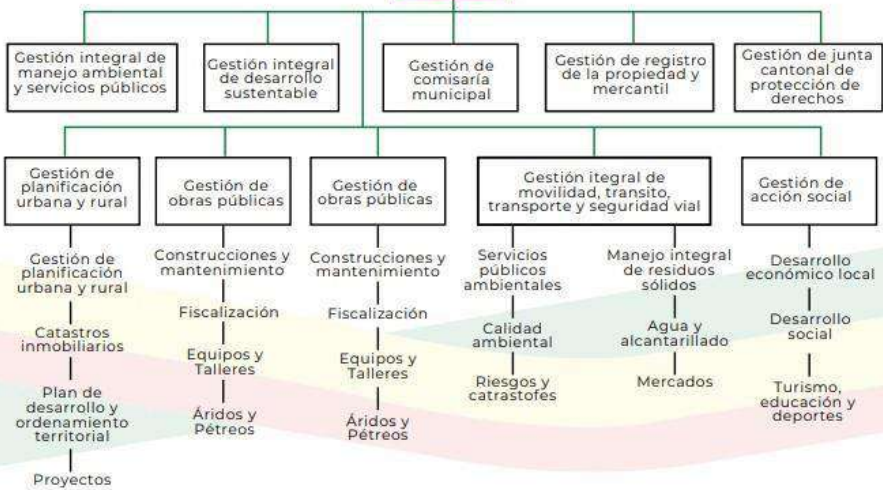 Gestión integral de
manejo ambiental
y servicios públicos
Gestión integral
de desarrollo
sustentable
Gestión de
comisaría
municipal
Gestión de registro
de la propiedad y
mercantil
Gestión de junta
cantonal de
protección de
derechos
Gestión de
planificación
urbana y rural
Gestión de
obras públicas
Gestión de
obras públicas
Gestión itegral de
movilidad, transito,
transporte y seguridad vial
Gestión de
acción social
Gestión de
planificación
urbana y rural
Catastros
inmobiliarios
Plan de
desarrollo y
ordenamiento
territorial
Proyectos
Construcciones y
mantenimiento
Fiscalización
Equipos y
Talleres
Áridos y
Pétreos
Construcciones y
mantenimiento
Fiscalización
Equipos y
Talleres
Áridos y
Pétreos
Servicios
públicos
ambientales
Calidad
ambiental
Riesgos y
catrastofes
Manejo integral
de residuos
sólidos
Agua y
alcantarillado
Mercados
Desarrollo
económico local
Desarrollo
social
Turismo,
educación y
deportes